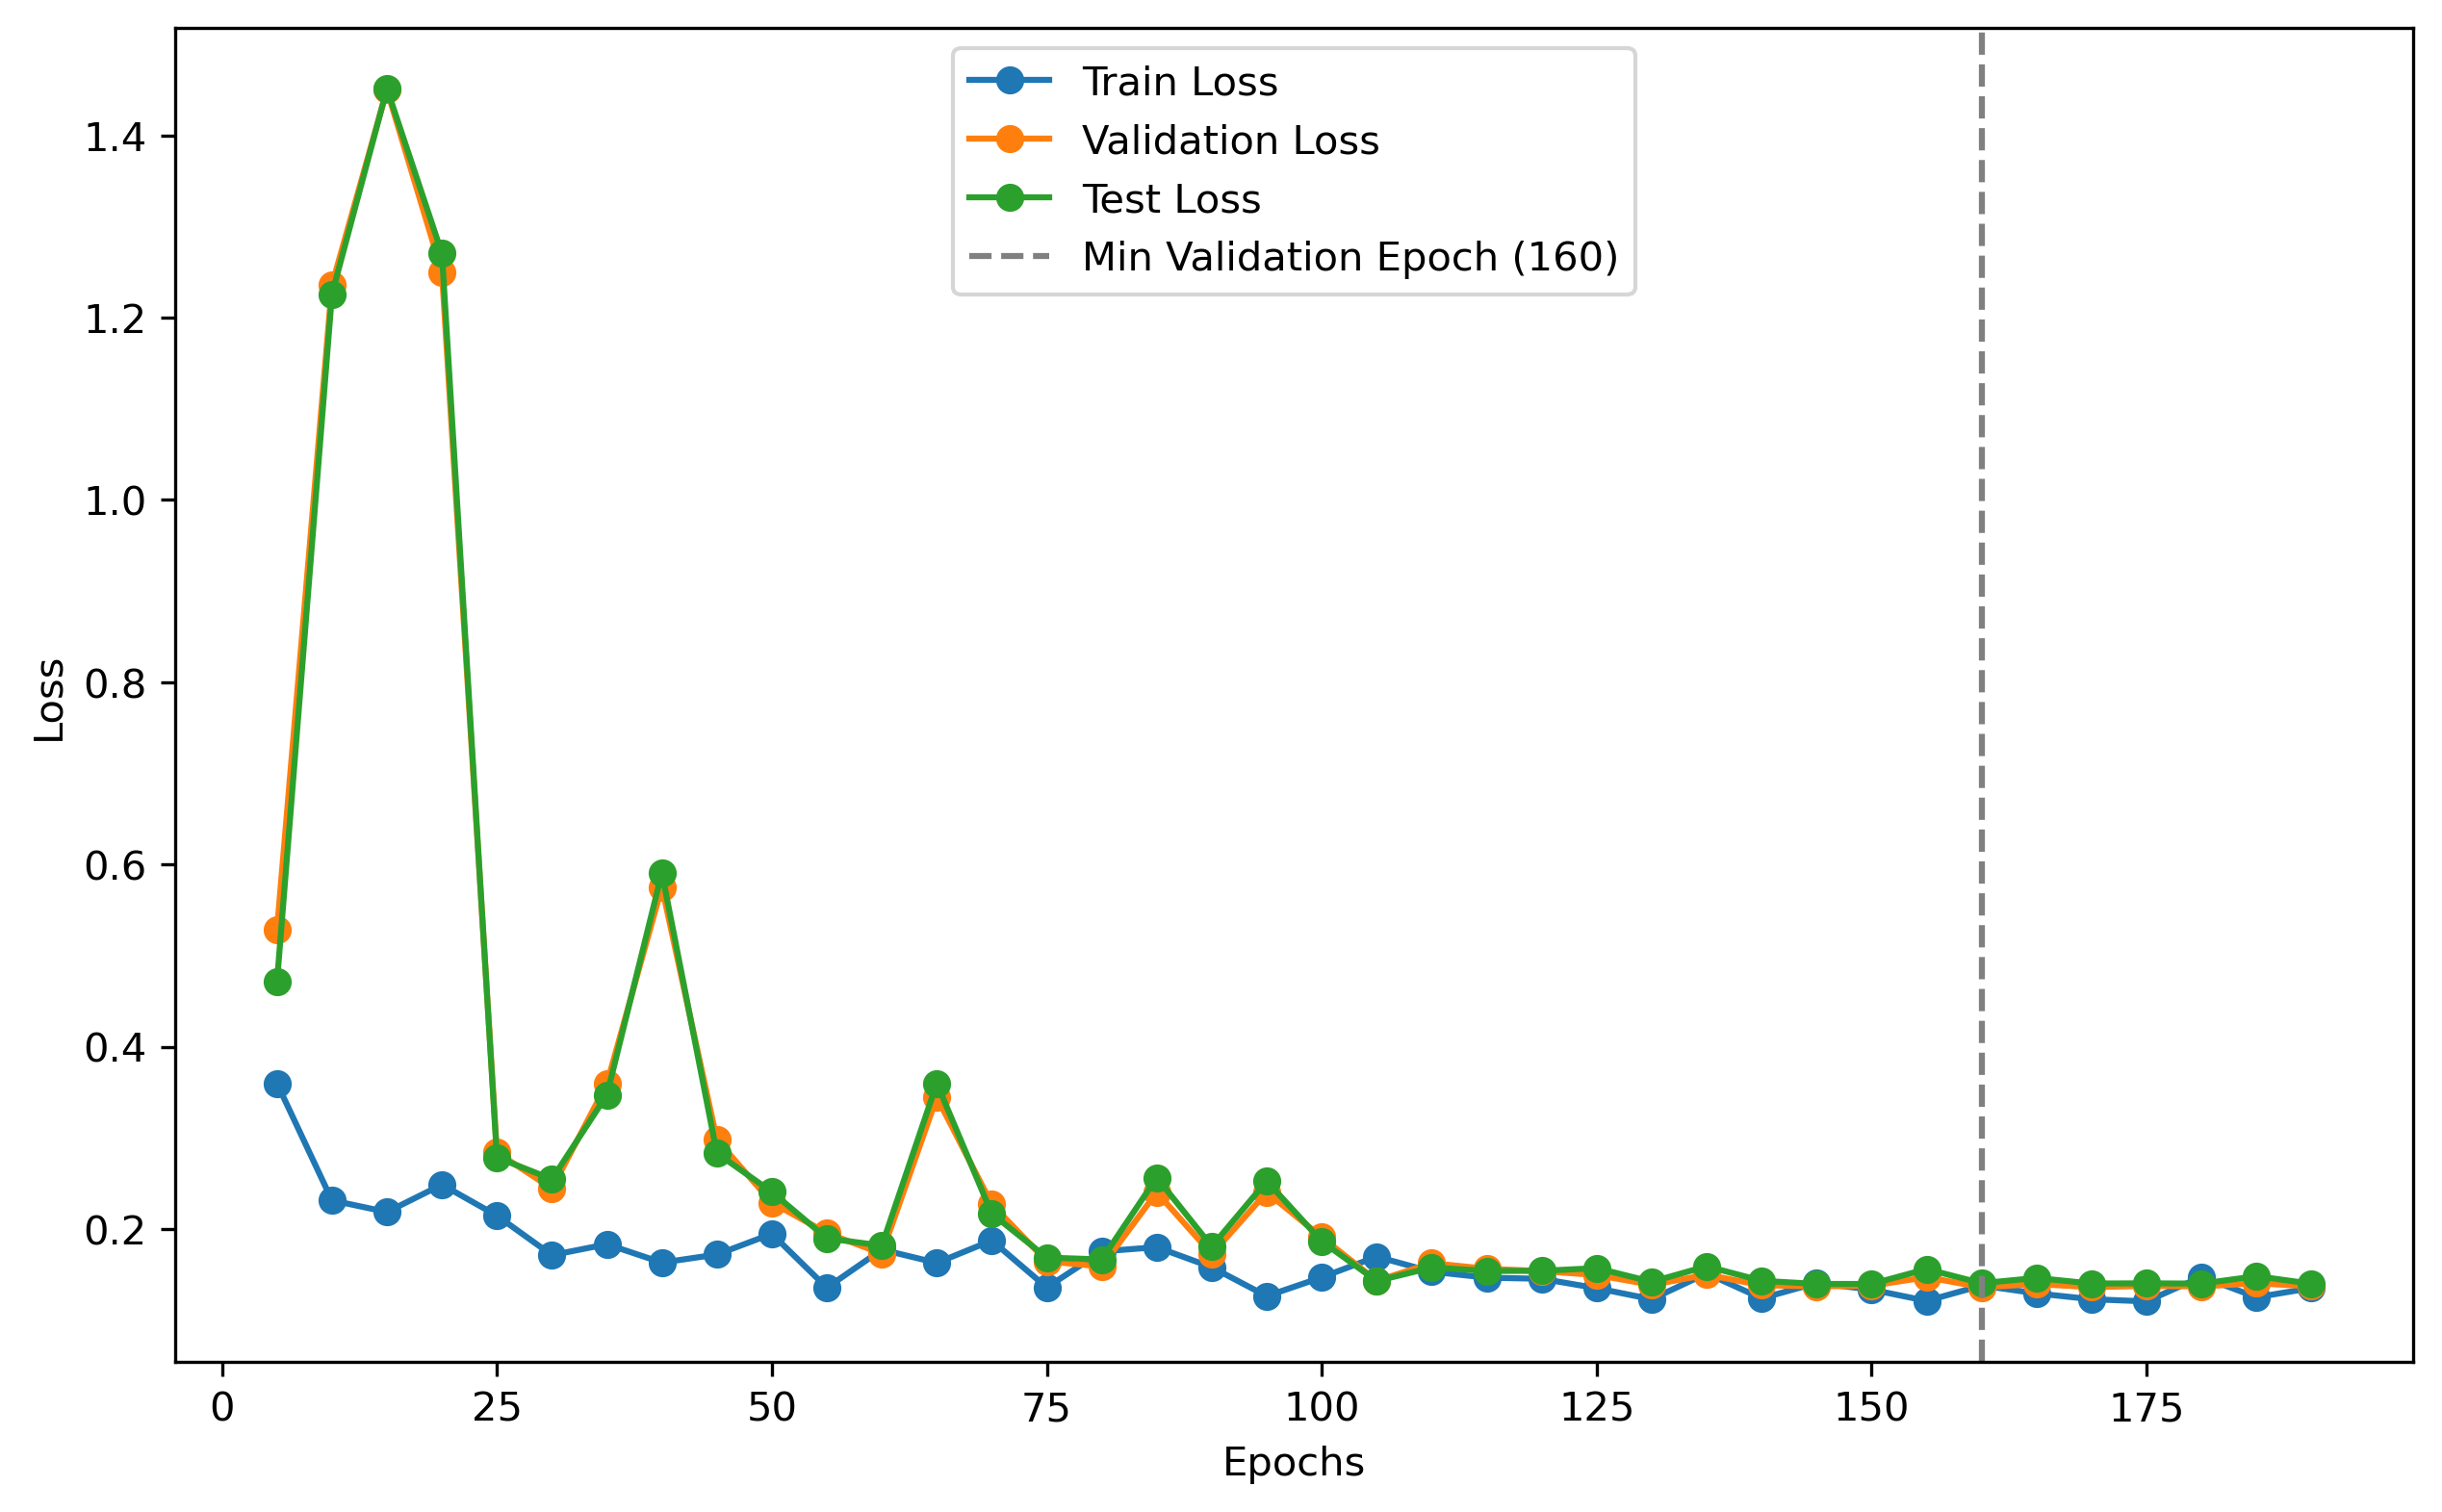 Train Loss
Validation Loss
Test Loss
Min Validation Epoch (160)
1.4
1.2
1.0
0.8
0.6
0.4
0.2
Loss
0 25 50 75 100 125 150 175
Epochs